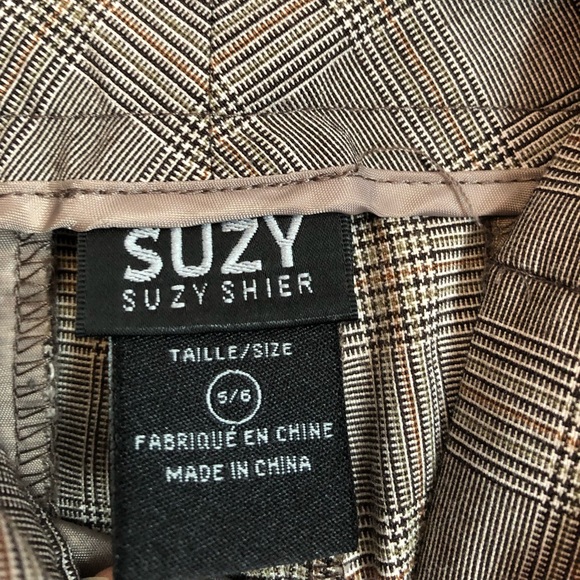 SUZY
SUZY SHIER
TAILLE/SIZE
5/6
FABRIQUÉ EN CHINE
MADE IN CHINA